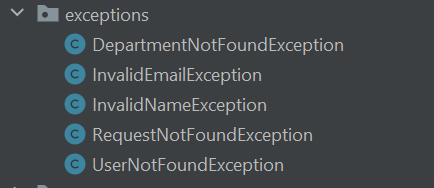 exceptions
C DepartmentNotFoundException
C InvalidEmailException
C InvalidNameException
C RequestNotFoundException
C UserNotFoundException